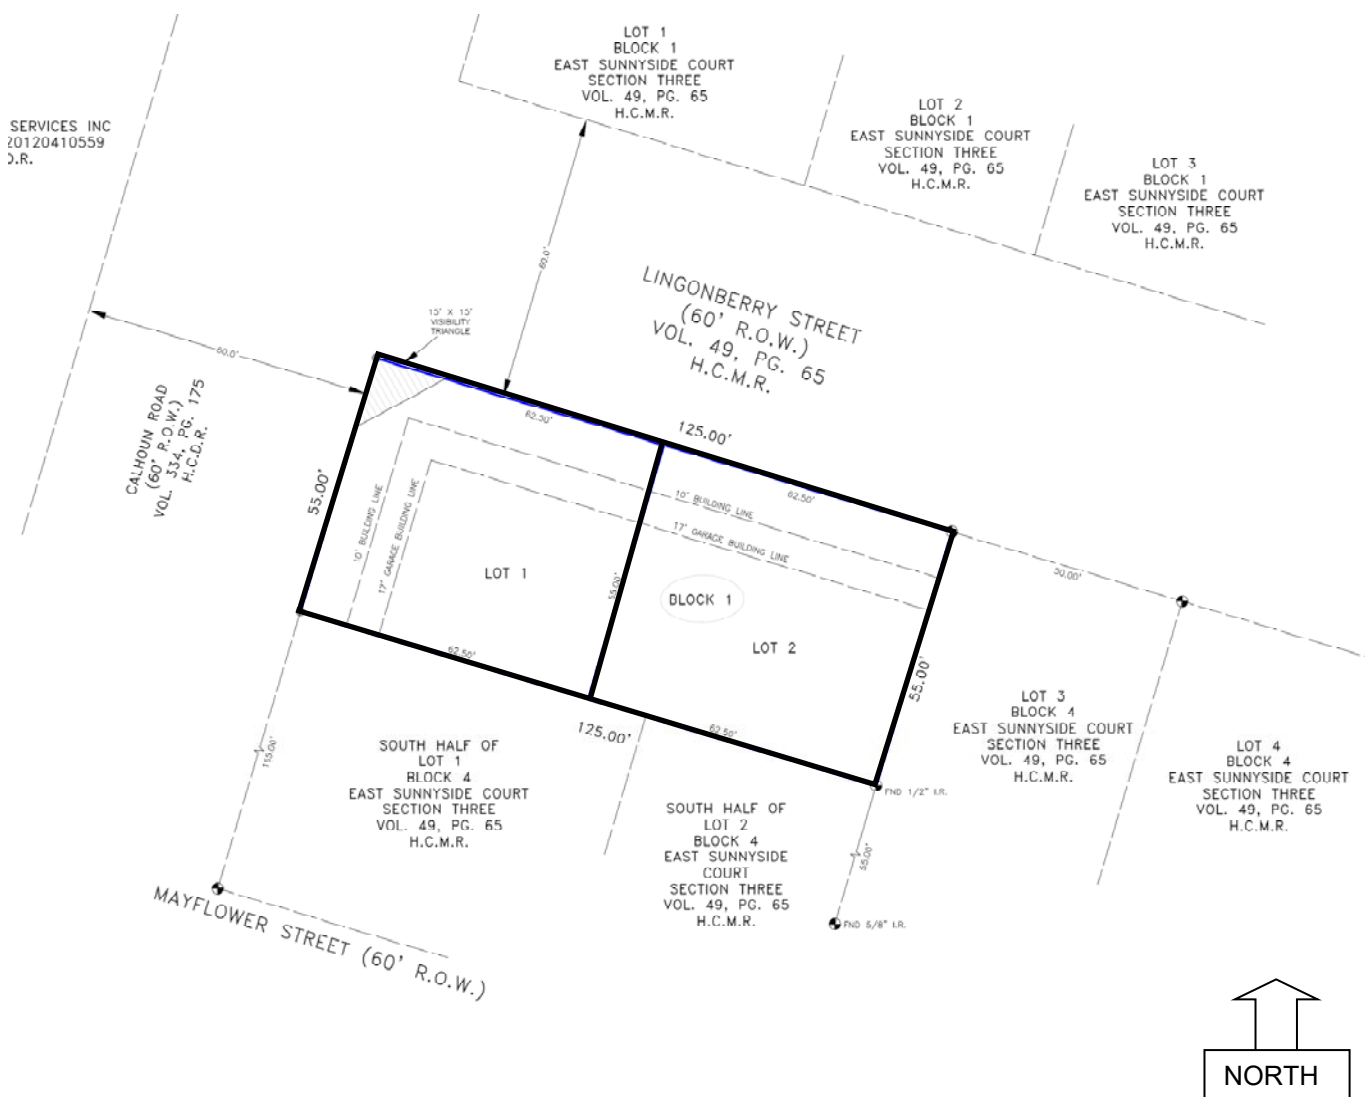 LOT 1
BLOCK 1
EAST SUNNYSIDE COURT
SECTION THREE
VOL. 49, PG. 65
H.C.M.R.
LOT 2
BLOCK 1
EAST SUNNYSIDE COURT
SECTION THREE
VOL. 49, PG. 65
H.C.M.R.
LOT 3
BLOCK 1
EAST SUNNYSIDE COURT
SECTION THREE
VOL. 49, PG. 65
H.C.M.R.
SERVICES INC
20120410559
O.R.
60.0'
LINGONBERRY STREET
(60' R.O.W.)
VOL. 49, PG. 65
H.C.M.R.
15' X 15'
VISIBILITY
TRIANGLE
60.0'
CALHOUN ROAD
(60' R.O.W.)
VOL. 334, PG. 175
H.C.D.R.
62.50'
125.00'
62.50'
55.00'
10' BUILDING LINE
17' GARAGE BUILDING LINE
10' BUILDING LINE
17' GARAGE BUILDING LINE
LOT 1
55.00'
BLOCK 1
LOT 2
50.00'
55.00'
62.50'
125.00'
62.50'
155.00'
SOUTH HALF OF
LOT 1
BLOCK 4
EAST SUNNYSIDE COURT
SECTION THREE
VOL. 49, PG. 65
H.C.M.R.
SOUTH HALF OF
LOT 2
BLOCK 4
EAST SUNNYSIDE
COURT
SECTION THREE
VOL. 49, PG. 65
H.C.M.R.
FND 1/2" I.R.
55.00'
FND 5/8" I.R.
LOT 3
BLOCK 4
EAST SUNNYSIDE COURT
SECTION THREE
VOL. 49, PG. 65
H.C.M.R.
LOT 4
BLOCK 4
EAST SUNNYSIDE COURT
SECTION THREE
VOL. 49, PG. 65
H.C.M.R.
MAYFLOWER STREET (60' R.O.W.)
NORTH